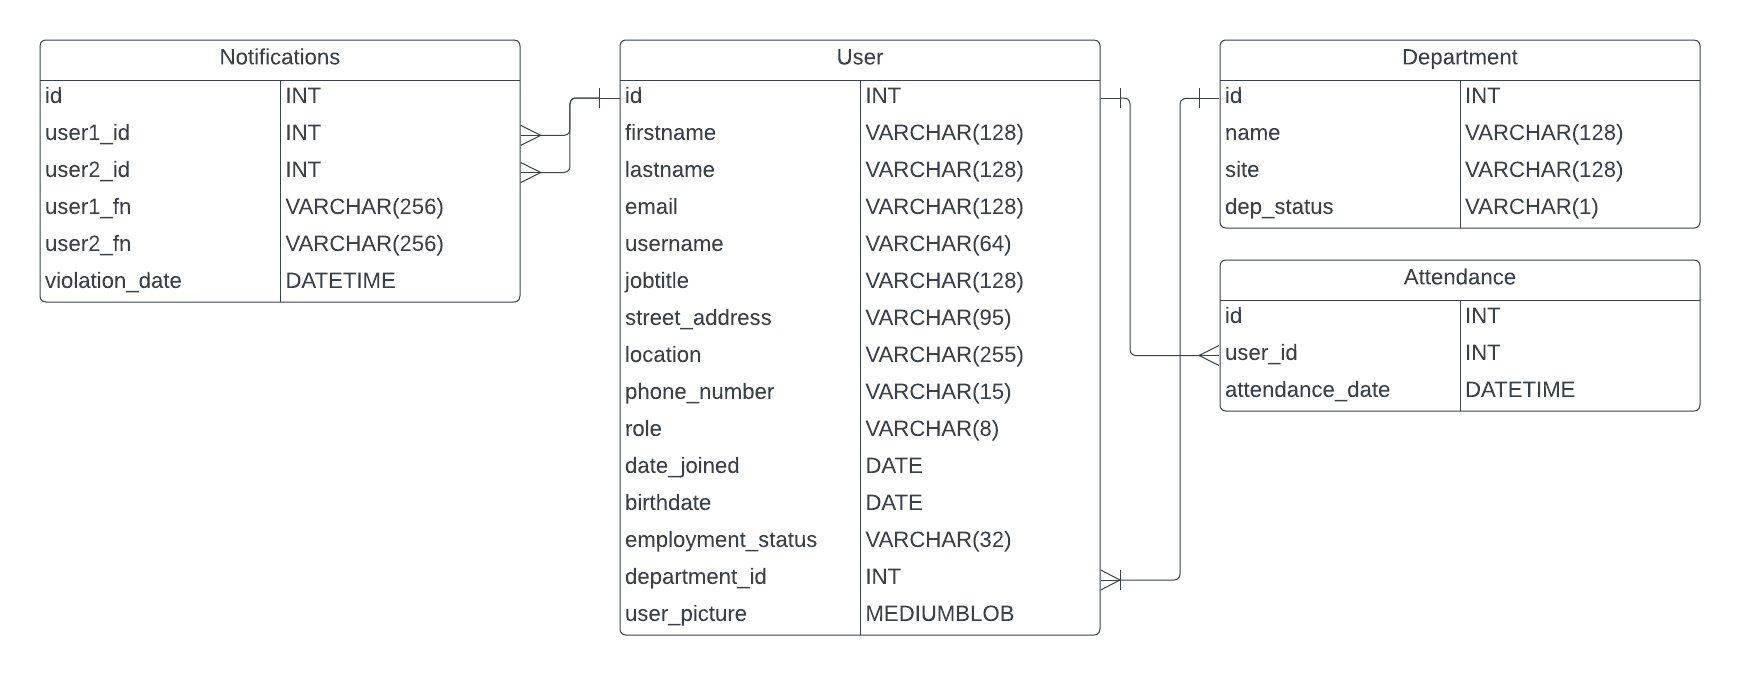 Notifications
id INT
user1_id INT
user2_id INT
user1_fn VARCHAR(256)
user2_fn VARCHAR(256)
violation_date DATETIME
User
id INT
firstname VARCHAR(128)
lastname VARCHAR(128)
email VARCHAR(128)
username VARCHAR(64)
jobtitle VARCHAR(128)
street_address VARCHAR(95)
location VARCHAR(255)
phone_number VARCHAR(15)
role VARCHAR(8)
date_joined DATE
birthdate DATE
employment_status VARCHAR(32)
department_id INT
user_picture MEDIUMBLOB
Department
id INT
name VARCHAR(128)
site VARCHAR(128)
dep_status VARCHAR(1)
Attendance
id INT
user_id INT
attendance_date DATETIME